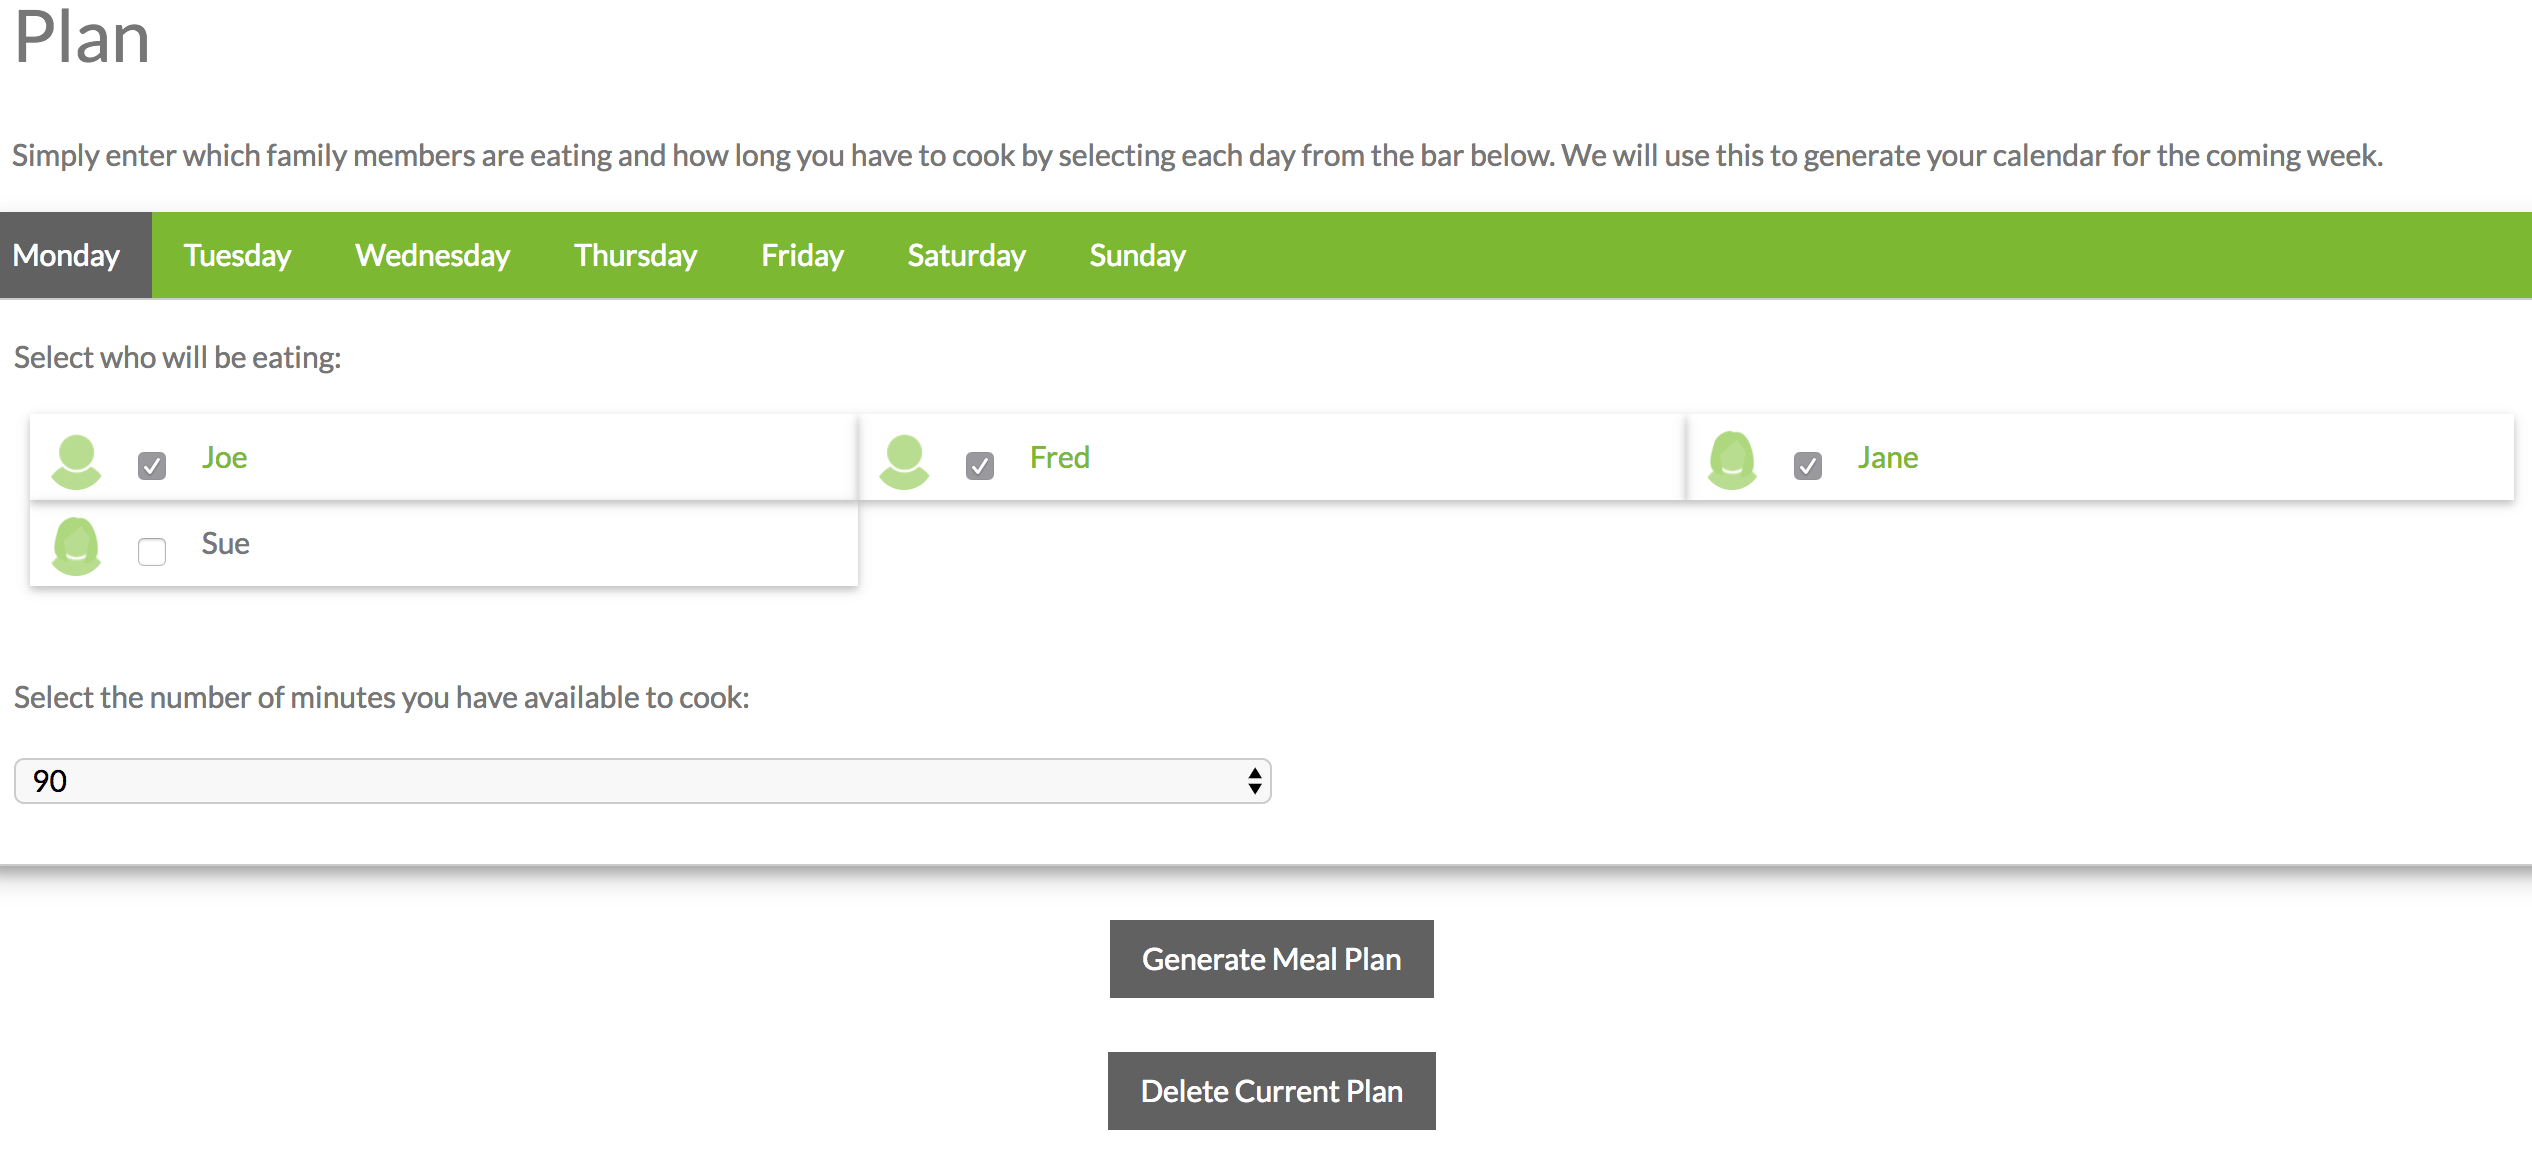 Plan
Simply enter which family members are eating and how long you have to cook by selecting each day from the bar below. We will use this to generate your calendar for the coming week.
Monday Tuesday Wednesday Thursday Friday Saturday Sunday
Select who will be eating:
Joe Fred Jane
Sue
Select the number of minutes you have available to cook:
90
Generate Meal Plan
Delete Current Plan